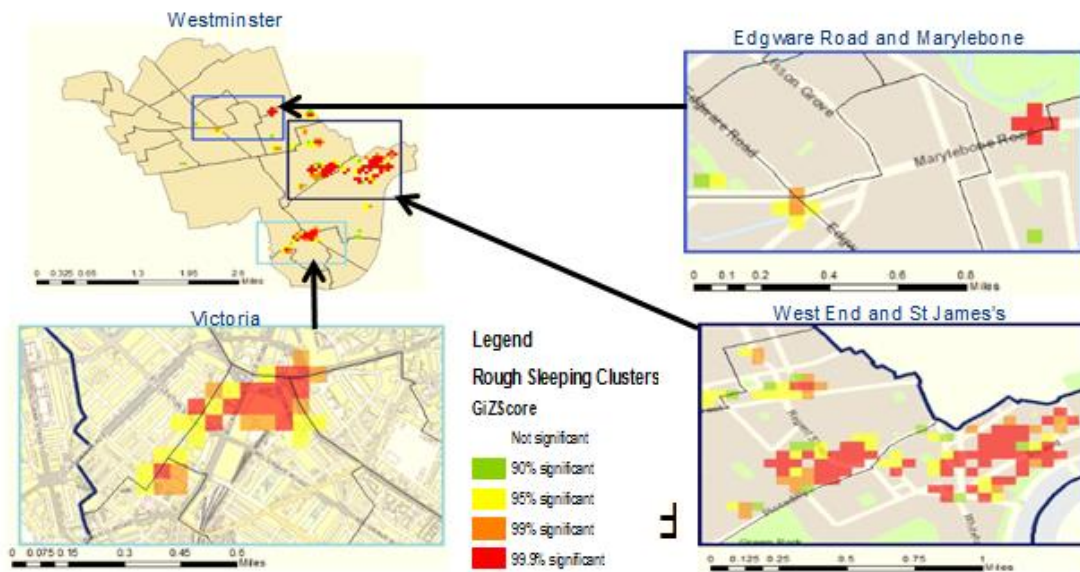 Westminster
0 0.325 0.65 1.3 1.95 2.6
Miles
Edgware Road and Marylebone
Lisson Grove
Edgware Road
Marylebone Road
Edgw
0 0.1 0.2 0.4 0.6 0.8
Miles
Victoria
0 0.075 0.15 0.3 0.45 0.6
Miles
Legend
Rough Sleeping Clusters
GiZScore
Not significant
90% significant
95% significant
99% significant
99.9% significant
West End and St James's
Green Park
0 0.125 0.25 0.5 0.75 1
Miles